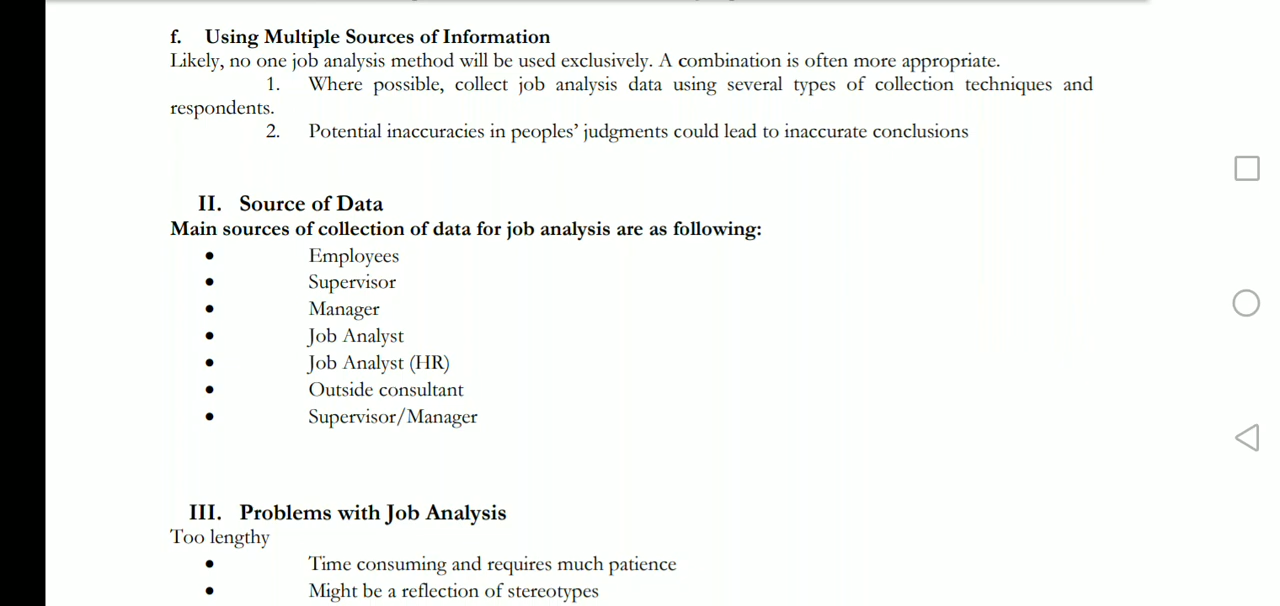 f. Using Multiple Sources of Information
Likely, no one job analysis method will be used exclusively. A combination is often more appropriate.
1. Where possible, collect job analysis data using several types of collection techniques and
respondents.
2. Potential inaccuracies in peoples' judgments could lead to inaccurate conclusions
II. Source of Data
Main sources of collection of data for job analysis are as following:
• Employees
• Supervisor
• Manager
• Job Analyst
• Job Analyst (HR)
• Outside consultant
• Supervisor/Manager
III. Problems with Job Analysis
Too lengthy
• Time consuming and requires much patience
• Might be a reflection of stereotypes